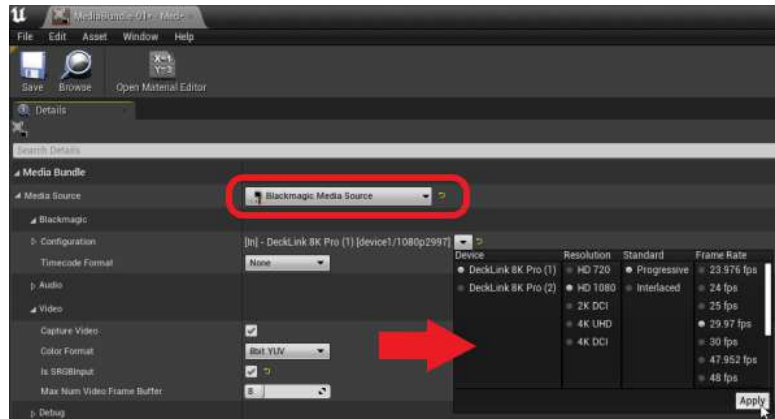 MediaBundle-01
File Edit Asset Window Help
Save Browse Open Material Editor
Details
Search Details
Media Bundle
Media Source Blackmagic Media Source
Blackmagic
Configuration [In] - DeckLink 8K Pro (1) [device1/1080p2997]
Timecode Format None
Audio
Video
Capture Video
Color Format 8bit YUV
Is SRGBInput
Max Num Video Frame Buffer 8
Debug
Device Resolution Standard Frame Rate
DeckLink 8K Pro (1) HD 720 Progressive 23.976 fps
DeckLink 8K Pro (2) HD 1080 Interlaced 24 fps
2K DCI 25 fps
4K UHD 29.97 fps
4K DCI 30 fps
47.952 fps
48 fps
Apply